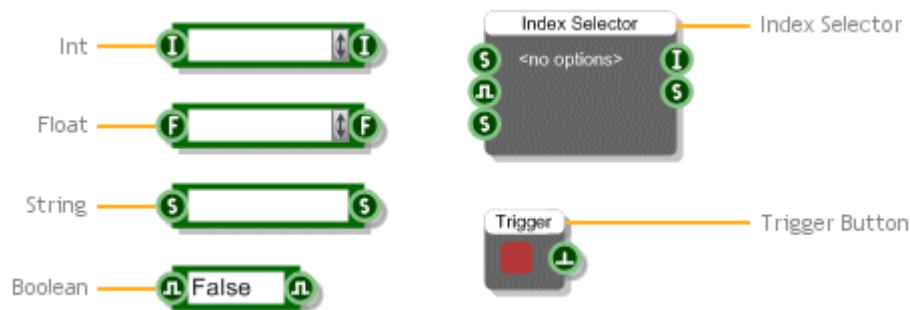 Int
I
I
Float
F
F
String
S
S
Boolean
False
Index Selector
Index Selector
S
<no options>
I
S
S
Trigger
Trigger Button